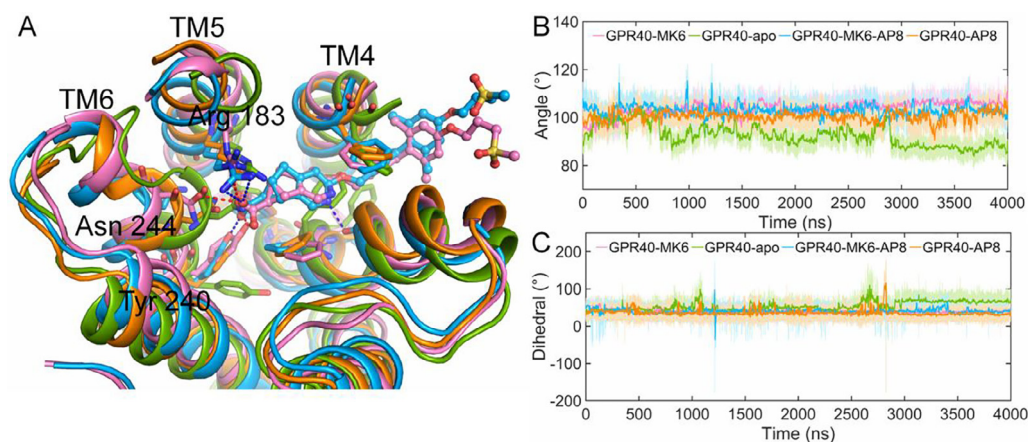 A
TM5
TM4
TM6
Arg 183
Asn 244
Tyr 240
B
GPR40-MK6 GPR40-apo GPR40-MK6-AP8 GPR40-AP8
140
120
100
80
Angle (°)
0 500 1000 1500 2000 2500 3000 3500 4000
Time (ns)
C
GPR40-MK6 GPR40-apo GPR40-MK6-AP8 GPR40-AP8
250
100
0
-100
-200
Dihedral (°)
0 500 1000 1500 2000 2500 3000 3500 4000
Time (ns)